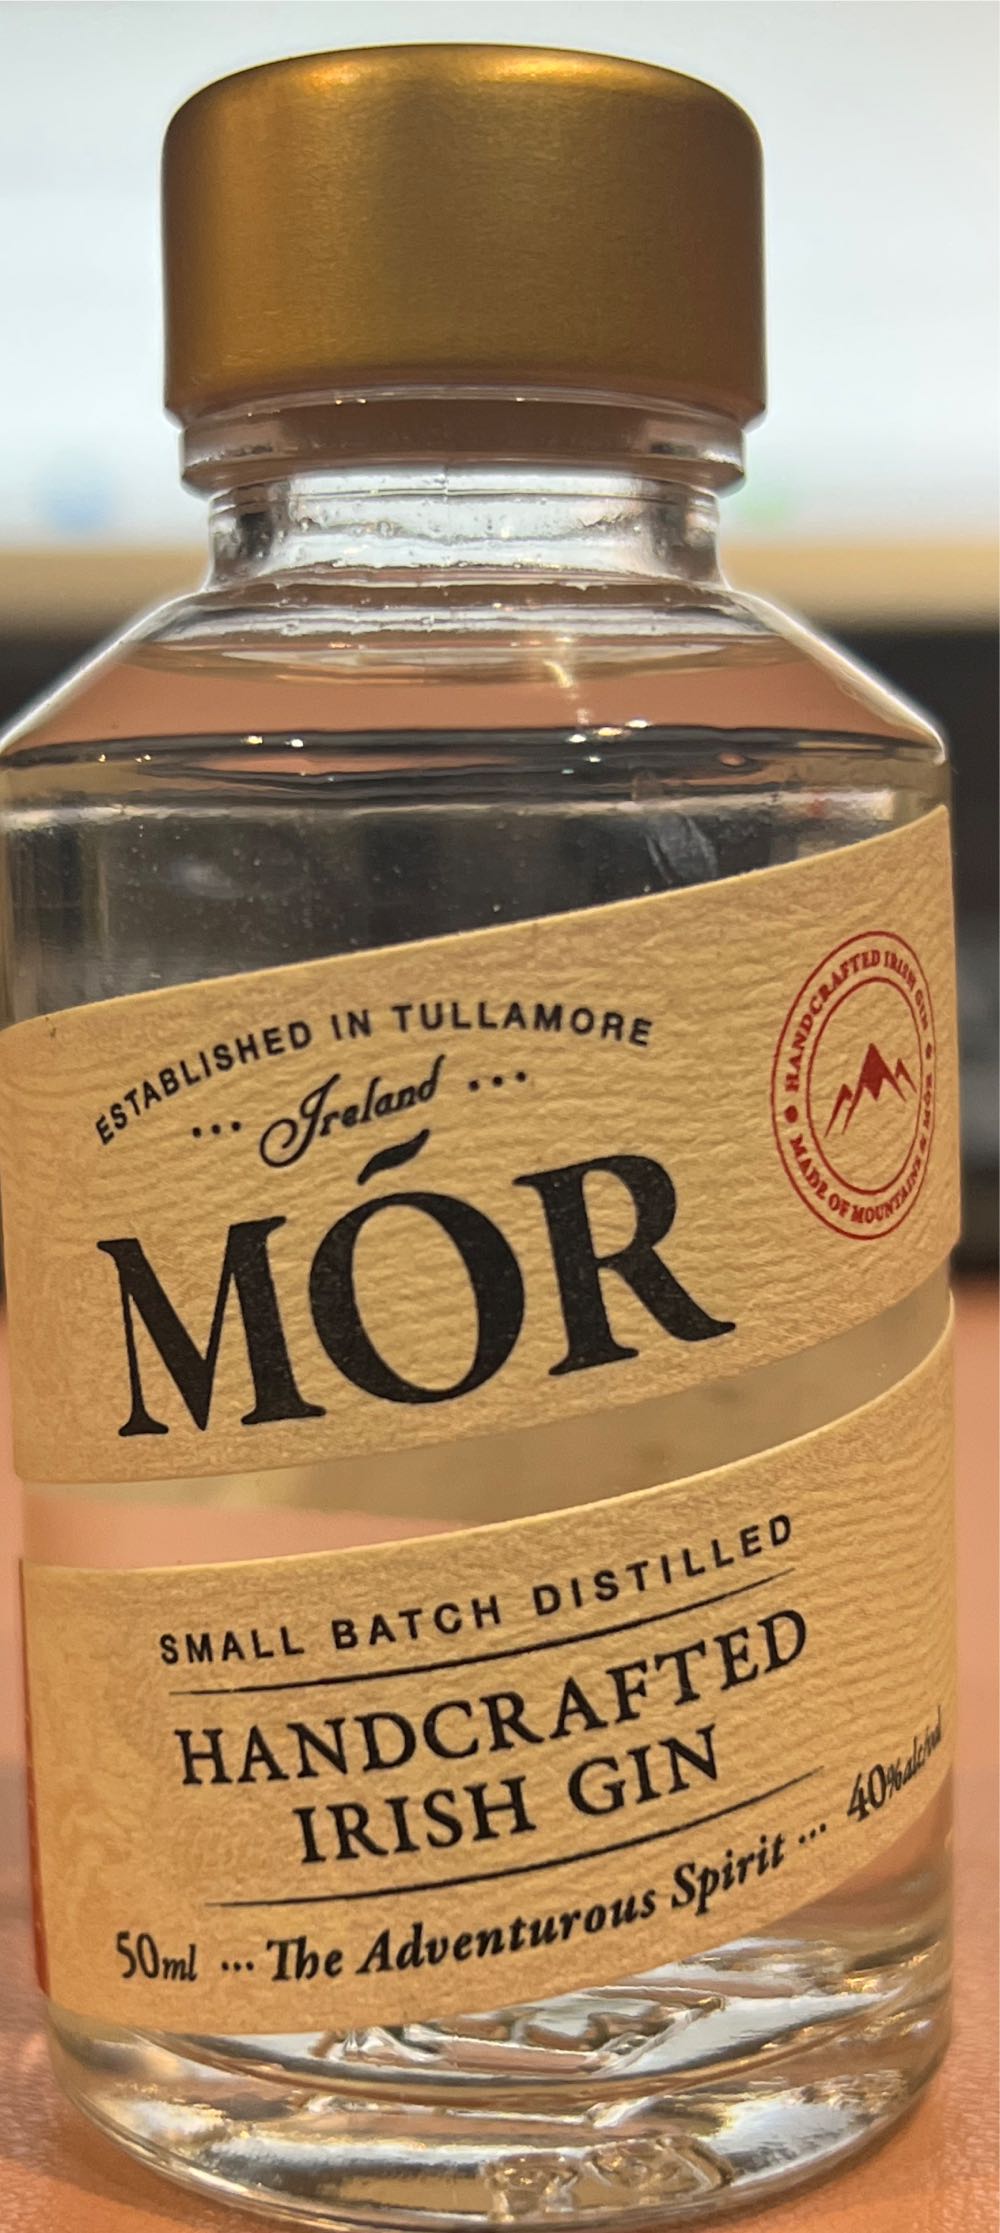 ESTABLISHED IN TULLAMORE
... Ireland ...
MÓR
HANDCRAFTED IRISH GIN
MADE OF MOUNTAINS & MÓR
SMALL BATCH DISTILLED
HANDCRAFTED
IRISH GIN
50ml ... The Adventurous Spirit ... 40%alc/vol